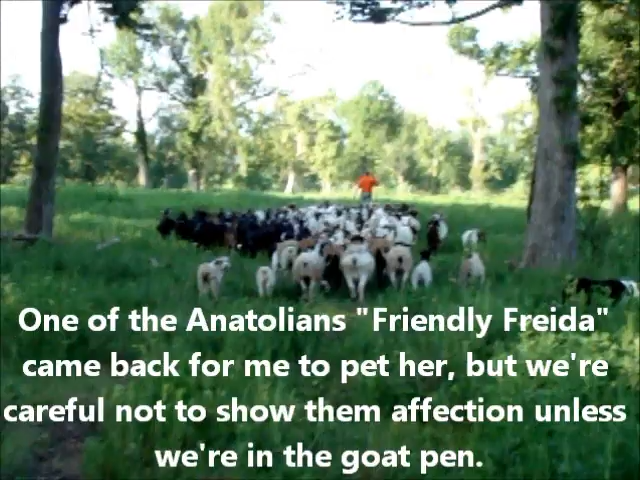 One of the Anatolians "Friendly Freida"
came back for me to pet her, but we're
careful not to show them affection unless
we're in the goat pen.